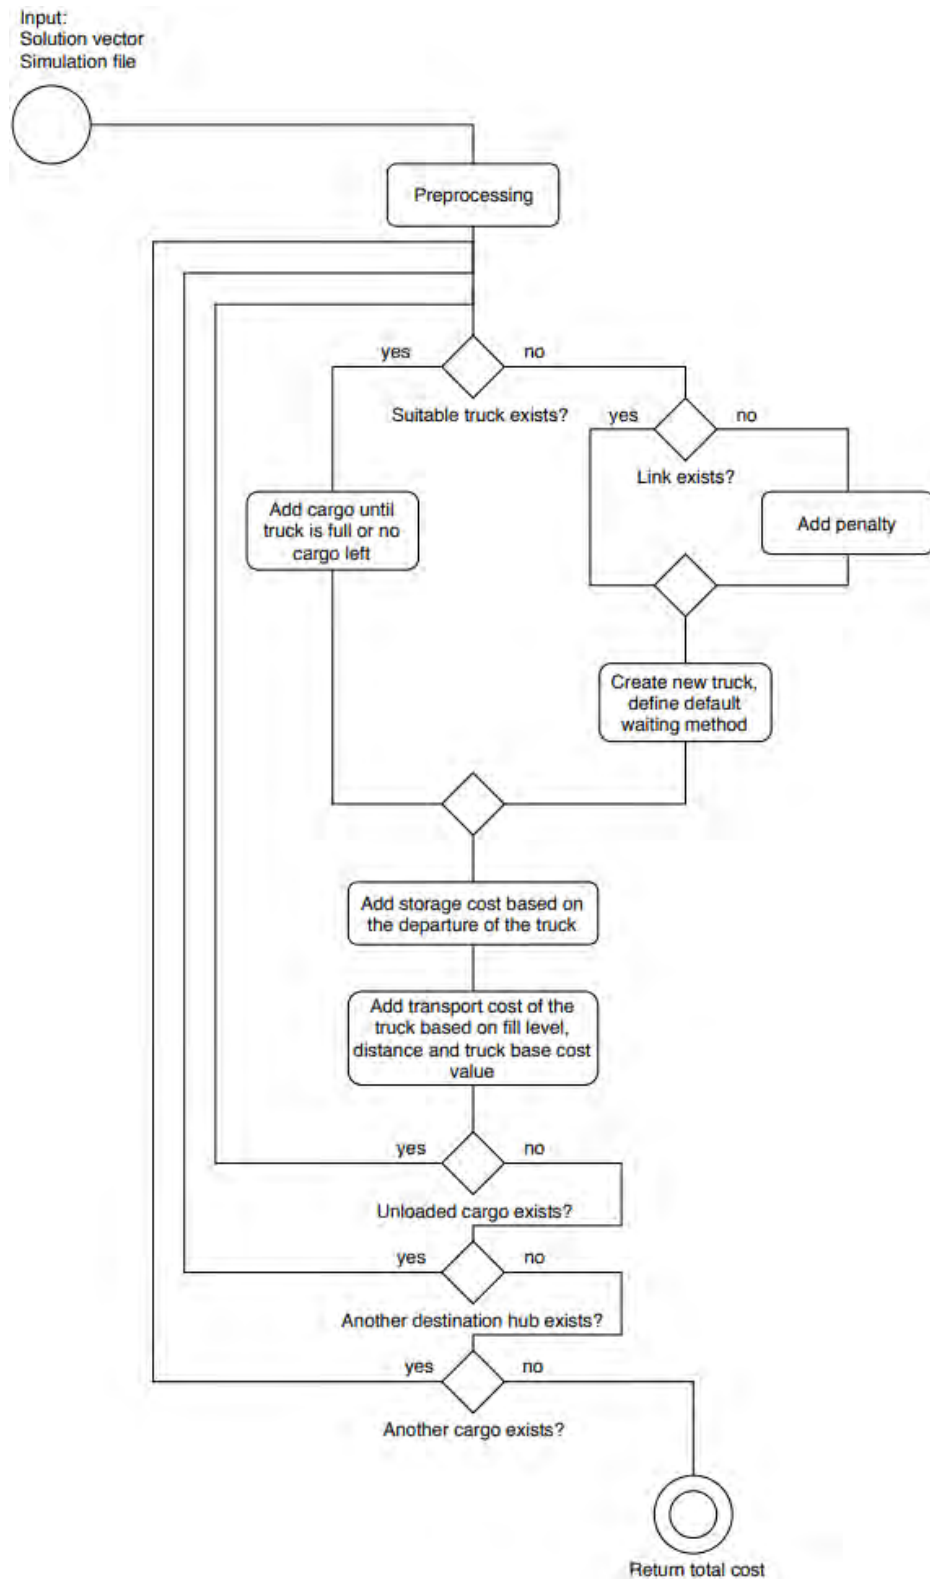 Input:
Solution vector
Simulation file
Preprocessing
yes
no
Suitable truck exists?
yes
no
Link exists?
Add cargo until
truck is full or no
cargo left
Add penalty
Create new truck,
define default
waiting method
Add storage cost based on
the departure of the truck
Add transport cost of the
truck based on fill level,
distance and truck base cost
value
yes
no
Unloaded cargo exists?
yes
no
Another destination hub exists?
yes
no
Another cargo exists?
Return total cost